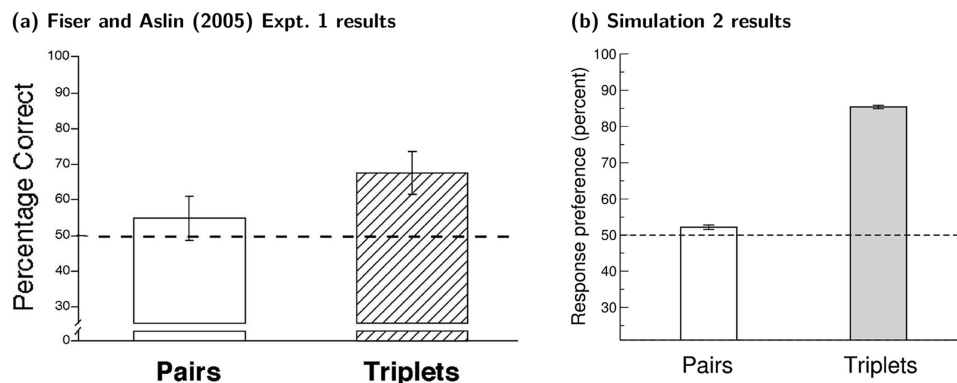 (a) Fiser and Aslin (2005) Expt. 1 results
Percentage Correct
100
90
80
70
60
50
40
30
0
Pairs Triplets
(b) Simulation 2 results
Response preference (percent)
100
90
80
70
60
50
40
30
Pairs Triplets